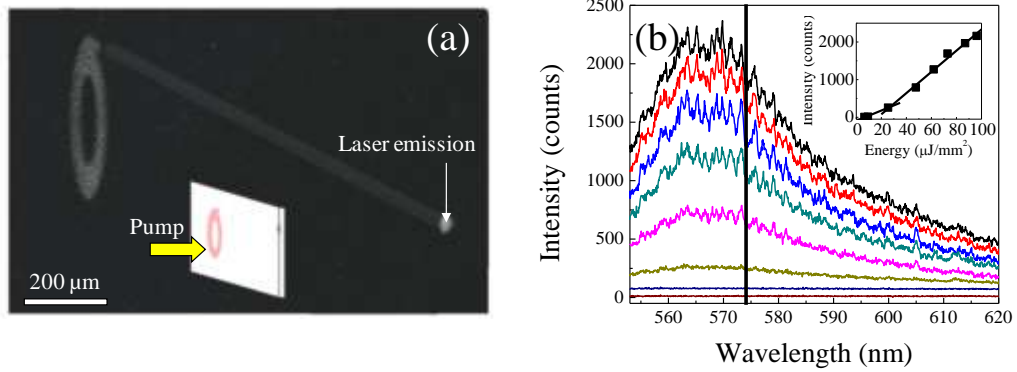 (a)
Laser emission
Pump
200 μm
(b)
Intensity (counts)
2500
2000
1500
1000
500
0
560 570 580 590 600 610 620
Wavelength (nm)
Intensity (counts)
2000
1000
0
0 20 40 60 80 100
Energy (μJ/mm²)